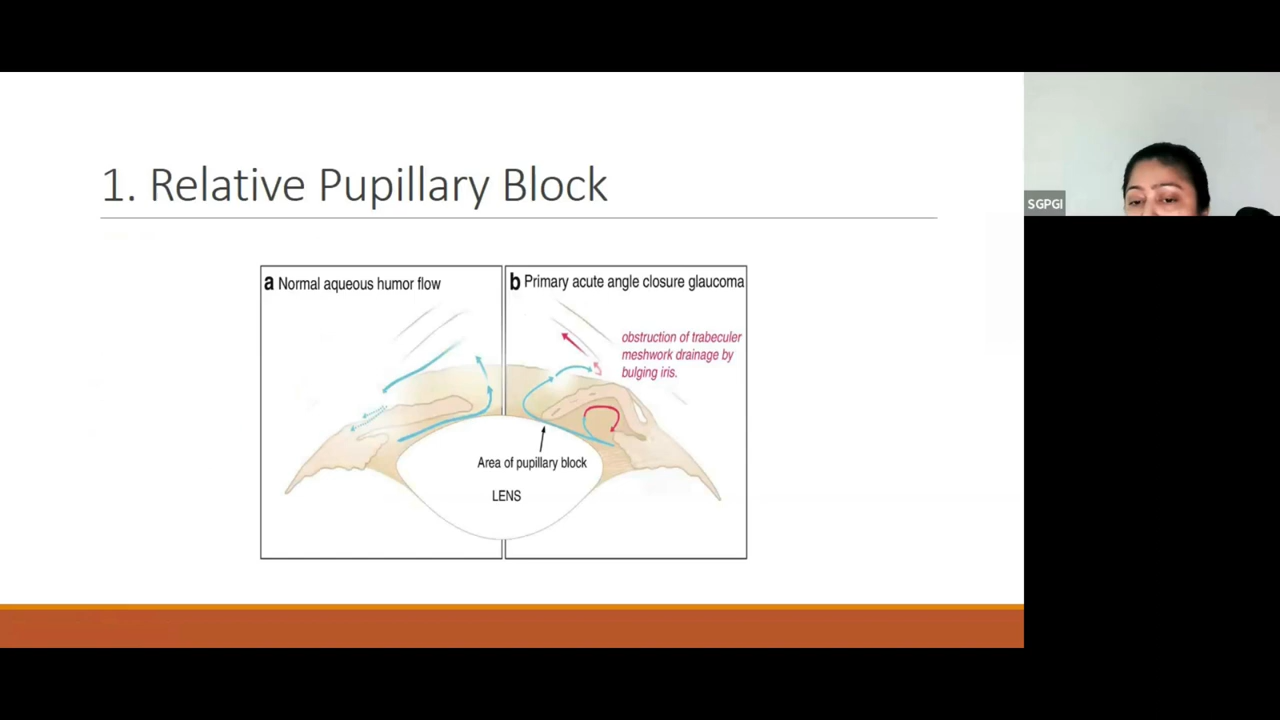 1. Relative Pupillary Block
SGPGI
a Normal aqueous humor flow
b Primary acute angle closure glaucoma
obstruction of trabeculer
meshwork drainage by
bulging iris.
Area of pupillary block
LENS